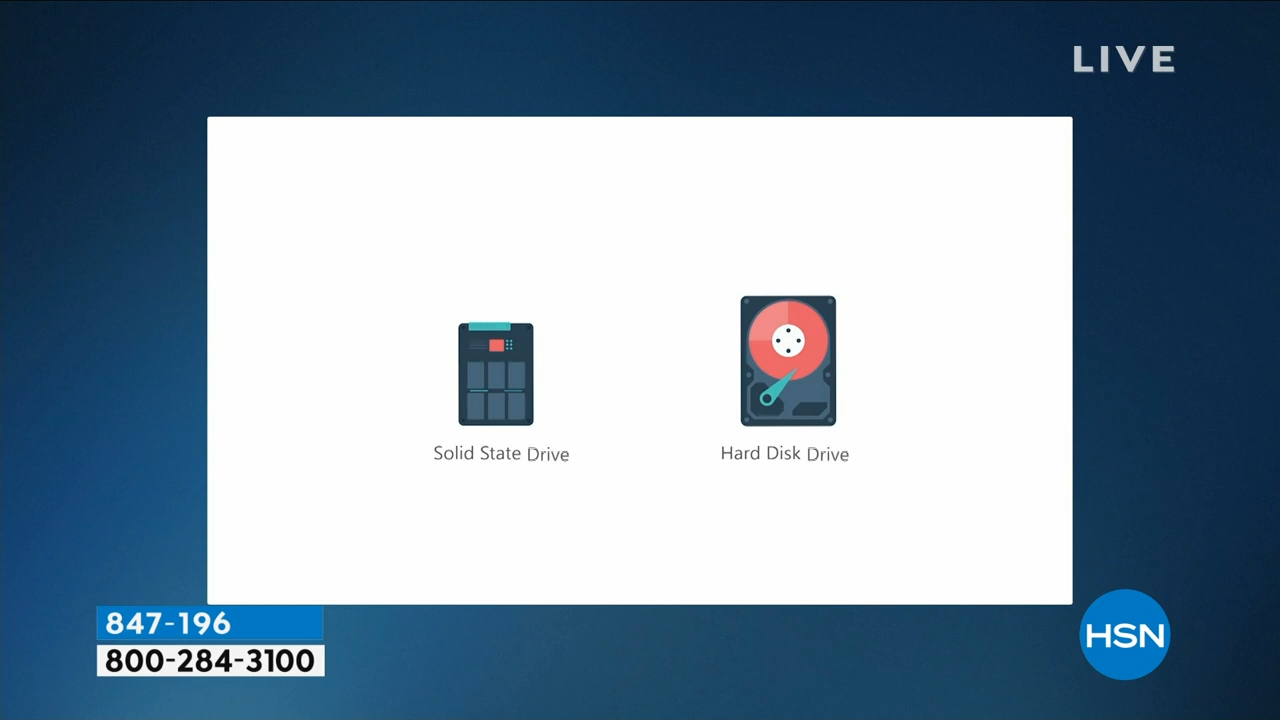 LIVE
Solid State Drive
Hard Disk Drive
847-196
800-284-3100
HSN